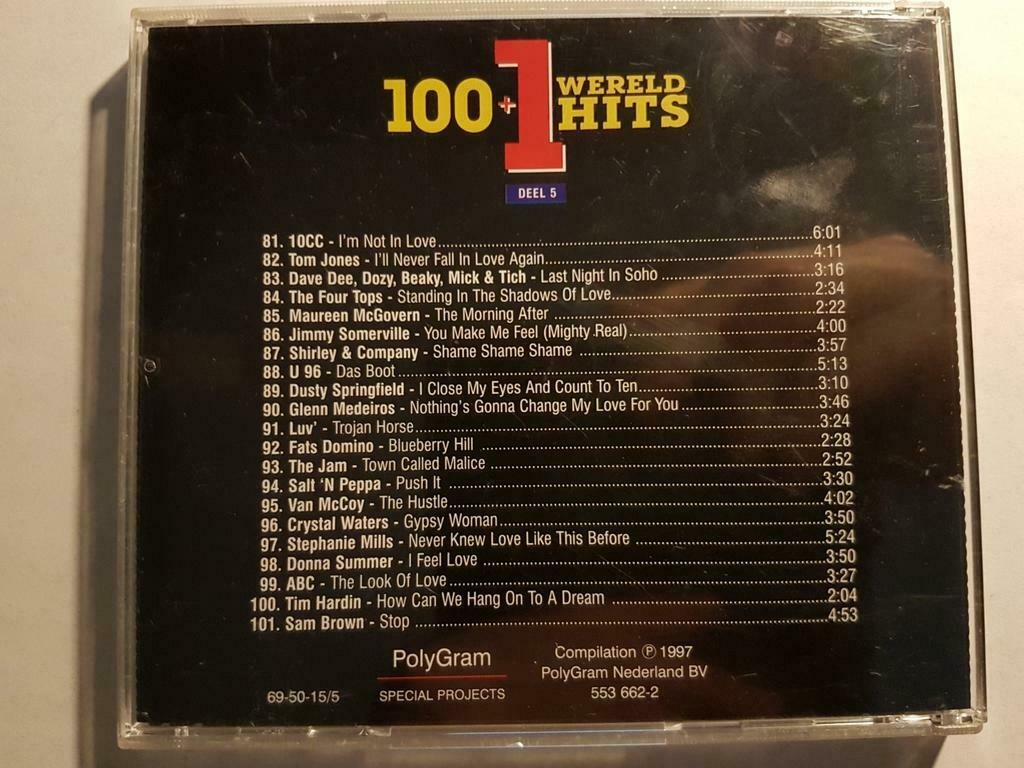 100 + 1 WERELD HITS
DEEL 5
81. 10CC - I'm Not In Love 6:01
82. Tom Jones - I'll Never Fall In Love Again 4:11
83. Dave Dee, Dozy, Beaky, Mick & Tich - Last Night In Soho 3:16
84. The Four Tops - Standing In The Shadows Of Love 2:34
85. Maureen McGovern - The Morning After 2:22
86. Jimmy Somerville - You Make Me Feel (Mighty Real) 4:00
87. Shirley & Company - Shame Shame Shame 3:57
88. U 96 - Das Boot 5:13
89. Dusty Springfield - I Close My Eyes And Count To Ten 3:10
90. Glenn Medeiros - Nothing's Gonna Change My Love For You 3:46
91. Luv' - Trojan Horse 3:24
92. Fats Domino - Blueberry Hill 2:28
93. The Jam - Town Called Malice 2:52
94. Salt 'N Peppa - Push It 3:30
95. Van McCoy - The Hustle 4:02
96. Crystal Waters - Gypsy Woman 3:50
97. Stephanie Mills - Never Knew Love Like This Before 5:24
98. Donna Summer - I Feel Love 3:50
99. ABC - The Look Of Love 3:27
100. Tim Hardin - How Can We Hang On To A Dream 2:04
101. Sam Brown - Stop 4:53
69-50-15/5
PolyGram
SPECIAL PROJECTS
Compilation ℗ 1997
PolyGram Nederland BV
553 662-2